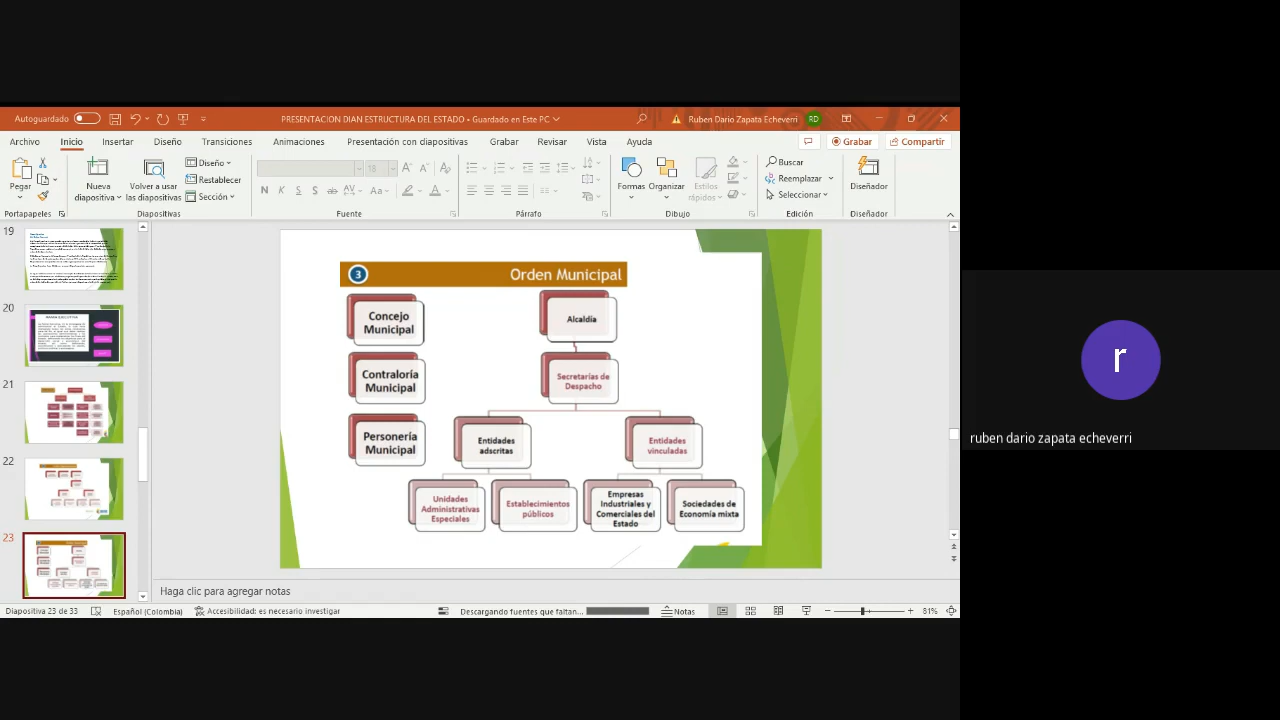 Autoguardado
PRESENTACION DIAN ESTRUCTURA DEL ESTADO • Guardado en Este PC
Ruben Dario Zapata Echeverri
RD
Archivo
Inicio
Insertar
Diseño
Transiciones
Animaciones
Presentación con diapositivas
Grabar
Revisar
Vista
Ayuda
Grabar
Compartir
Pegar
Nueva
diapositiva
Volver a usar
las diapositivas
Diseño
Restablecer
Sección
18
N
K
S
S
ab
AV
Aa
A
Formas
Organizar
Estilos
rápidos
Buscar
Reemplazar
Seleccionar
Diseñador
Portapapeles
Diapositivas
Fuente
Párrafo
Dibujo
Edición
Diseñador
19
20
21
22
23
3
Orden Municipal
Concejo
Municipal
Alcaldía
Contraloría
Municipal
Secretarías de
Despacho
Personería
Municipal
Entidades
adscritas
Entidades
vinculadas
Unidades
Administrativas
Especiales
Establecimientos
públicos
Empresas
Industriales y
Comerciales del
Estado
Sociedades de
Economía mixta
Haga clic para agregar notas
Diapositiva 23 de 33
Español (Colombia)
Accesibilidad: es necesario investigar
Descargando fuentes que faltan...
Notas
81%
r
ruben dario zapata echeverri